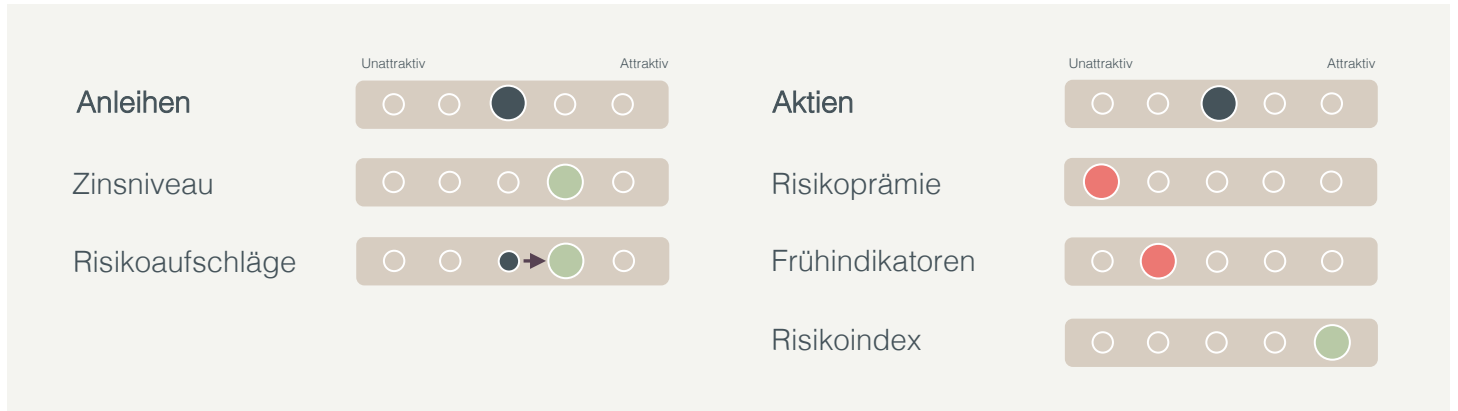 Unattraktiv Attraktiv
Anleihen
Zinsniveau
Risikoaufschläge
Unattraktiv Attraktiv
Aktien
Risikoprämie
Frühindikatoren
Risikoindex